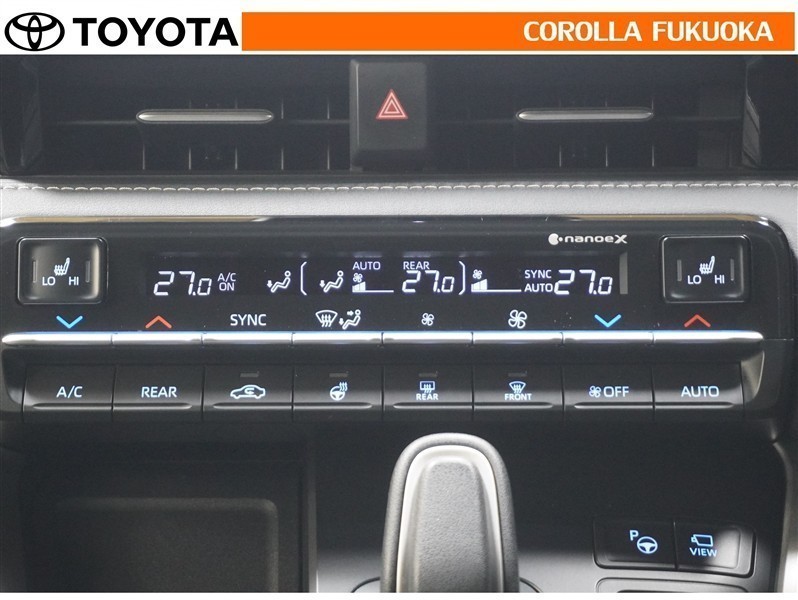 TOYOTA
COROLLA FUKUOKA
nanoeX
LO HI
27.0 A/C ON AUTO REAR 27.0 SYNC AUTO 27.0
LO HI
SYNC
A/C REAR REAR FRONT OFF AUTO
P VIEW